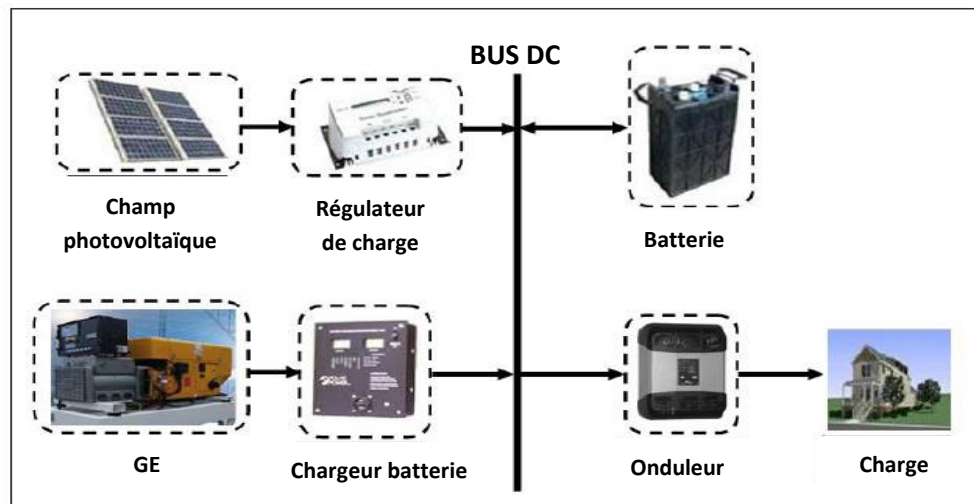 BUS DC
Champ
photovoltaïque
Régulateur
de charge
Batterie
GE
Chargeur batterie
Onduleur
Charge